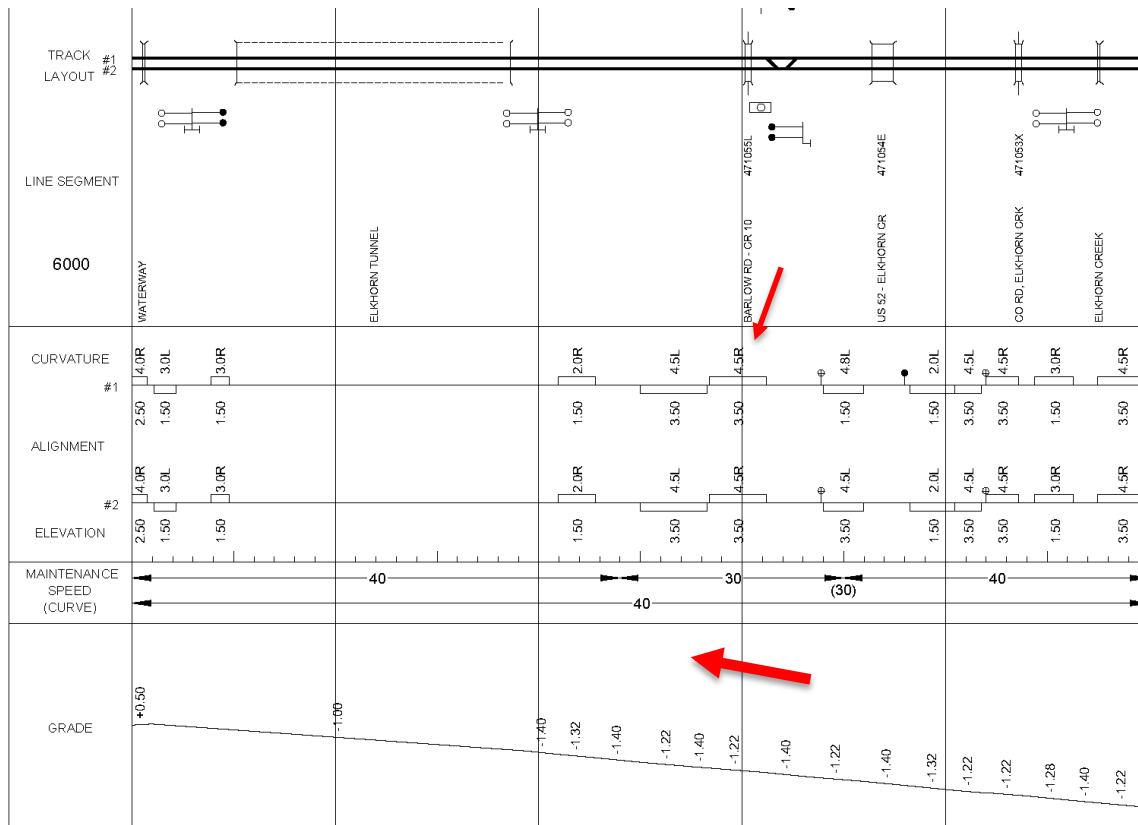 TRACK #1
LAYOUT #2
LINE SEGMENT
6000
WATERWAY
ELKHORN TUNNEL
BARLOW RD - CR 10 471055L
US 52 - ELKHORN CR 471054E
CO RD, ELKHORN CRK 471053X
ELKHORN CREEK
CURVATURE
4.0R 3.0L 3.0R 2.0R 4.5L 4.5R 4.8L 2.0L 4.5L 4.5R 3.0R 4.5R
#1
2.50 1.50 1.50 1.50 3.50 3.50 1.50 1.50 3.50 3.50 1.50 3.50
ALIGNMENT
4.0R 3.0L 3.0R 2.0R 4.5L 4.5R 4.5L 2.0L 4.5L 4.5R 3.0R 4.5R
#2
ELEVATION
2.50 1.50 1.50 1.50 3.50 3.50 3.50 1.50 3.50 3.50 1.50 3.50
MAINTENANCE
SPEED
(CURVE)
40 30 (30) 40
40
GRADE
+0.50 -1.00 -1.40 -1.32 -1.40 -1.22 -1.40 -1.22 -1.40 -1.22 -1.40 -1.32 -1.22 -1.22 -1.28 -1.40 -1.22